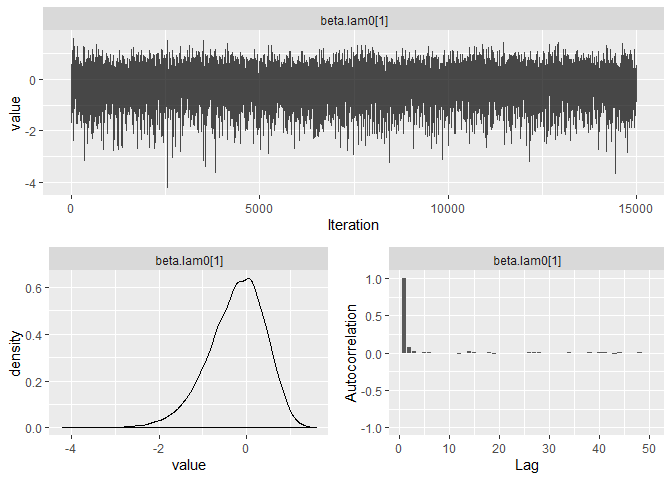 beta.lam0[1]
value
0
-2
-4
0 5000 10000 15000
Iteration
beta.lam0[1]
density
0.6
0.4
0.2
0.0
-4 -2 0
value
beta.lam0[1]
Autocorrelation
1.0
0.5
0.0
-0.5
-1.0
0 10 20 30 40 50
Lag